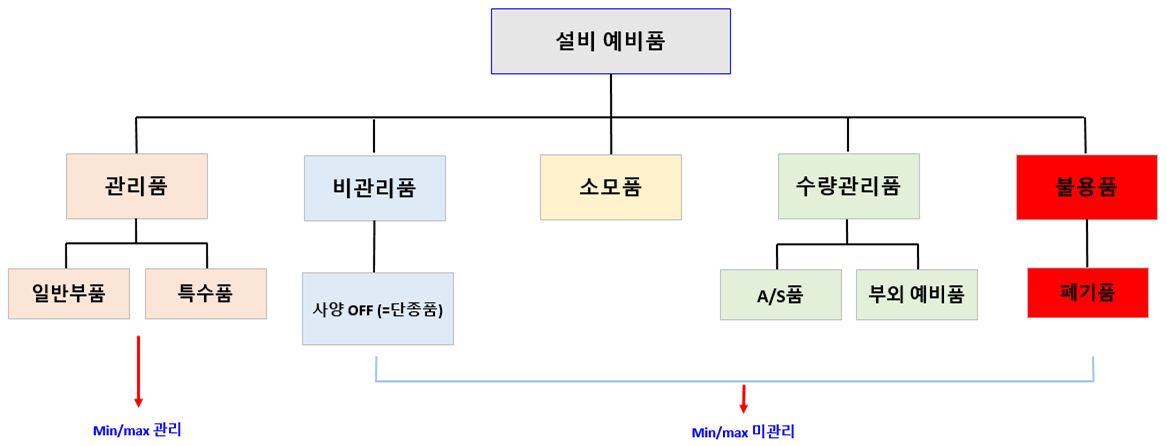 설비 예비품
관리품
비관리품
소모품
수량관리품
불용품
일반부품
특수품
사양 OFF (=단종품)
A/S품
부외 예비품
폐기품
Min/max 관리
Min/max 미관리